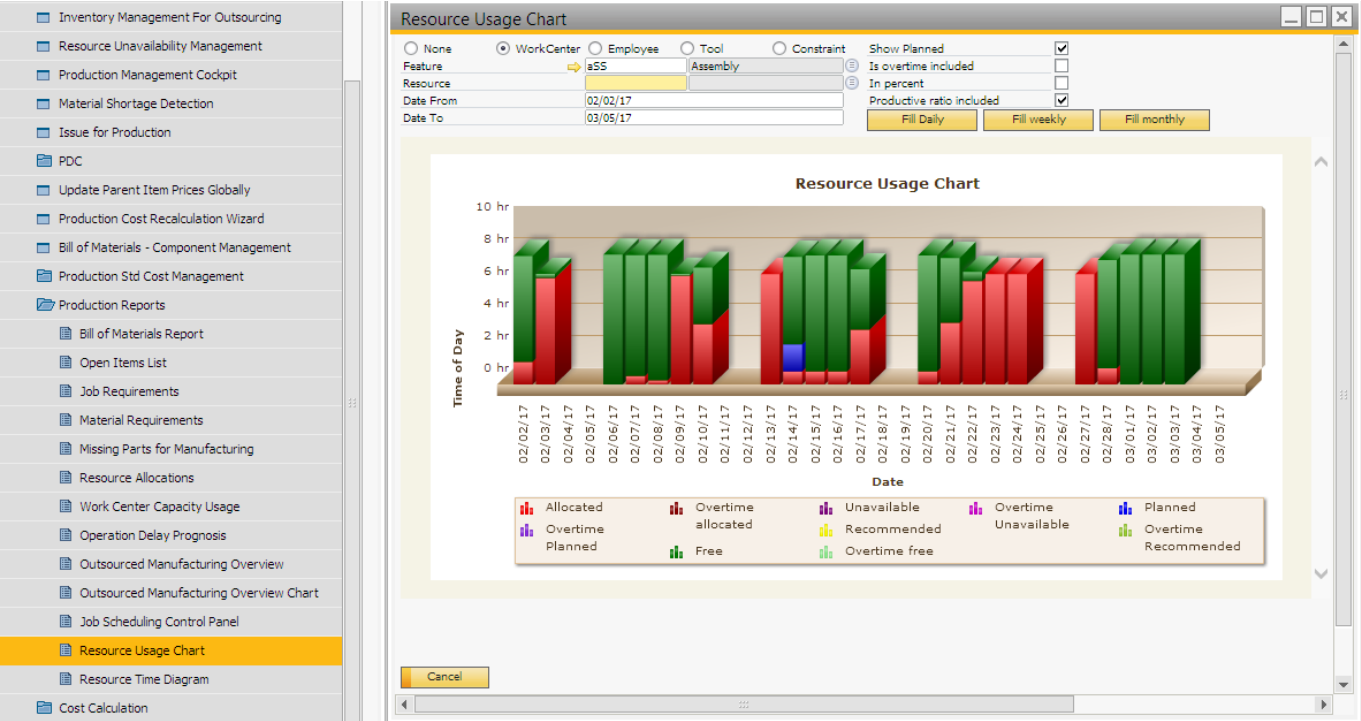 Inventory Management For Outsourcing
Resource Unavailability Management
Production Management Cockpit
Material Shortage Detection
Issue for Production
PDC
Update Parent Item Prices Globally
Production Cost Recalculation Wizard
Bill of Materials - Component Management
Production Std Cost Management
Production Reports
Bill of Materials Report
Open Items List
Job Requirements
Material Requirements
Missing Parts for Manufacturing
Resource Allocations
Work Center Capacity Usage
Operation Delay Prognosis
Outsourced Manufacturing Overview
Outsourced Manufacturing Overview Chart
Job Scheduling Control Panel
Resource Usage Chart
Resource Time Diagram
Cost Calculation
Resource Usage Chart
None WorkCenter Employee Tool Constraint Show Planned
Feature aSS Assembly Is overtime included
Resource In percent
Date From 02/02/17 Productive ratio included
Date To 03/05/17 Fill Daily Fill weekly Fill monthly
Resource Usage Chart
10 hr
8 hr
6 hr
4 hr
2 hr
0 hr
Time of Day
02/02/17 02/03/17 02/04/17 02/05/17 02/06/17 02/07/17 02/08/17 02/09/17 02/10/17 02/11/17 02/12/17 02/13/17 02/14/17 02/15/17 02/16/17 02/17/17 02/18/17 02/19/17 02/20/17 02/21/17 02/22/17 02/23/17 02/24/17 02/25/17 02/26/17 02/27/17 02/28/17 03/01/17 03/02/17 03/03/17 03/04/17 03/05/17
Date
Allocated Overtime allocated Unavailable Overtime Unavailable Planned
Overtime Planned Free Recommended Overtime free Overtime Recommended
Cancel